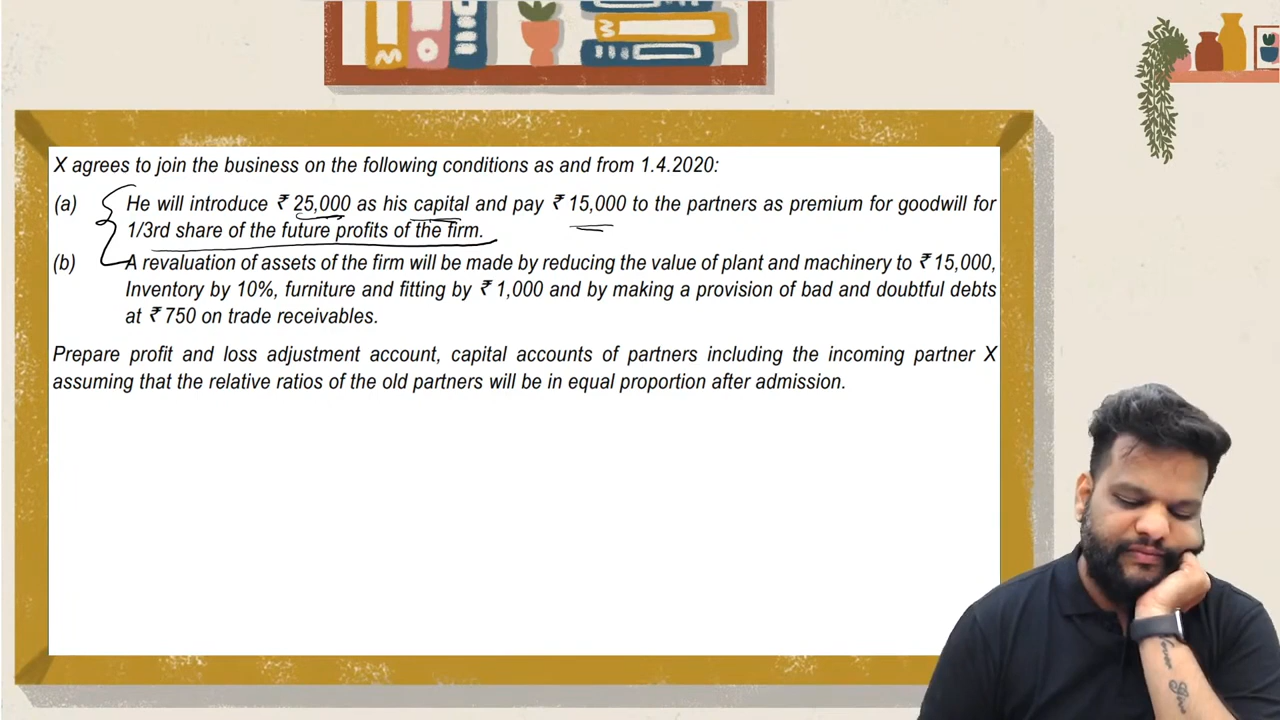 X agrees to join the business on the following conditions as and from 1.4.2020:
(a) He will introduce ₹ 25,000 as his capital and pay ₹ 15,000 to the partners as premium for goodwill for
1/3rd share of the future profits of the firm.
(b) A revaluation of assets of the firm will be made by reducing the value of plant and machinery to ₹ 15,000,
Inventory by 10%, furniture and fitting by ₹ 1,000 and by making a provision of bad and doubtful debts
at ₹ 750 on trade receivables.
Prepare profit and loss adjustment account, capital accounts of partners including the incoming partner X
assuming that the relative ratios of the old partners will be in equal proportion after admission.